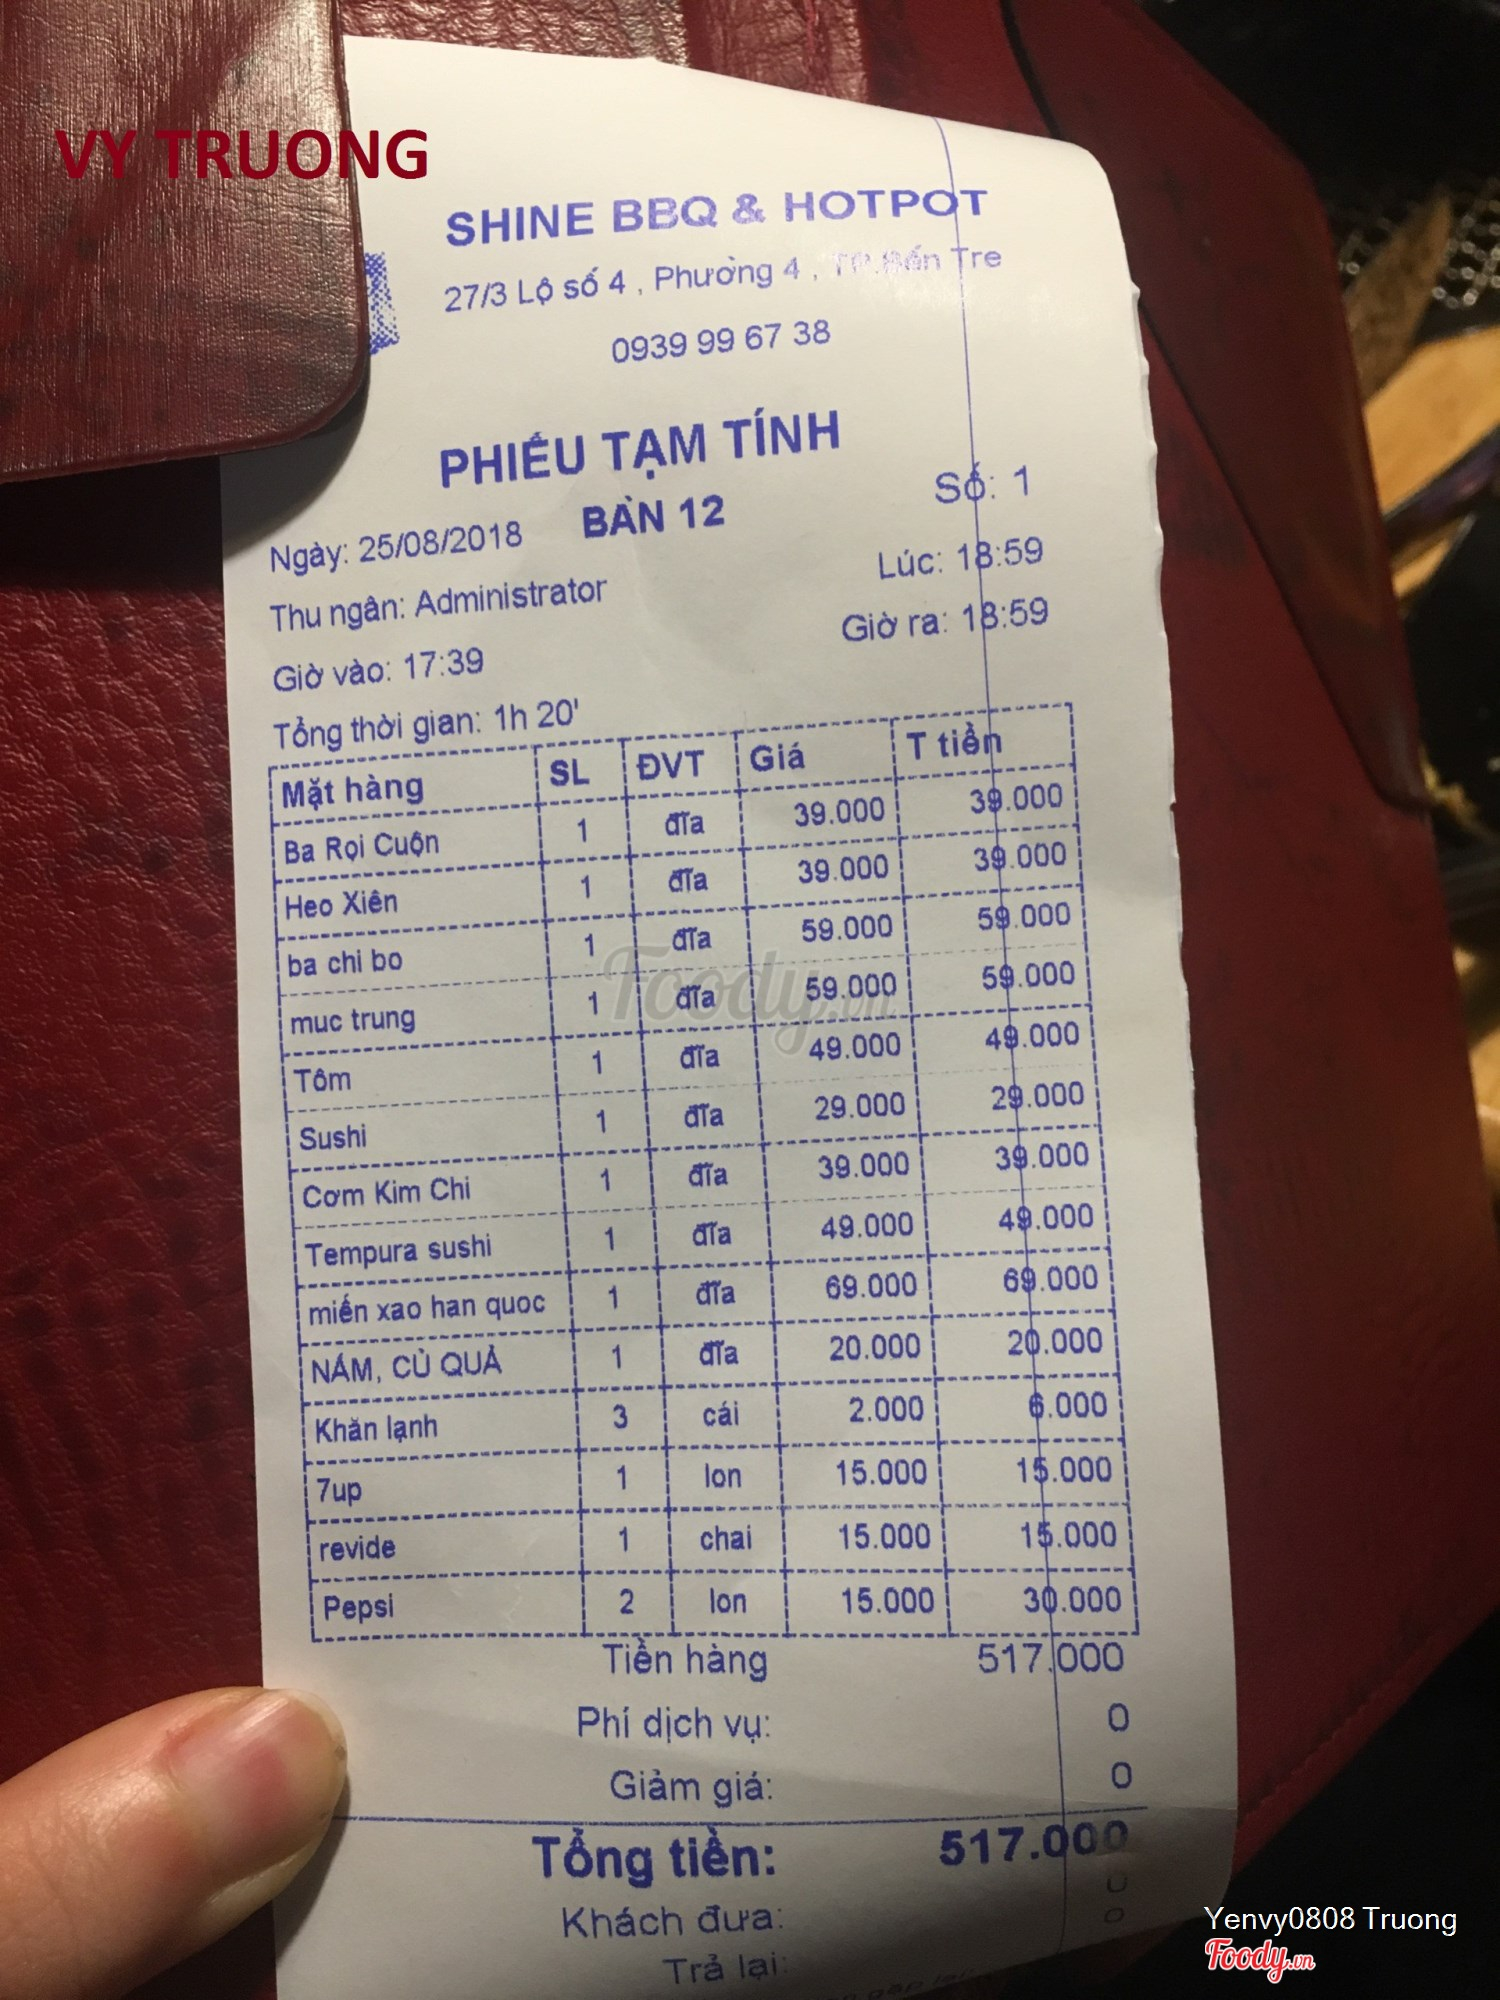 VY TRUONG
SHINE BBQ & HOTPOT
27/3 Lộ số 4 , Phường 4 , TP.Bến Tre
0939 99 67 38
PHIẾU TẠM TÍNH
BÀN 12
Số: 1
Ngày: 25/08/2018
Lúc: 18:59
Thu ngân: Administrator
Giờ ra: 18:59
Giờ vào: 17:39
Tổng thời gian: 1h 20'
Mặt hàng SL ĐVT Giá T tiền
Ba Rọi Cuộn 1 đĩa 39.000 39.000
Heo Xiên 1 đĩa 39.000 39.000
ba chi bo 1 đĩa 59.000 59.000
muc trung 1 đĩa 59.000 59.000
Tôm 1 đĩa 49.000 49.000
Sushi 1 đĩa 29.000 29.000
Cơm Kim Chi 1 đĩa 39.000 39.000
Tempura sushi 1 đĩa 49.000 49.000
miến xao han quoc 1 đĩa 69.000 69.000
NẤM, CỦ QUẢ 1 đĩa 20.000 20.000
Khăn lạnh 3 cái 2.000 6.000
7up 1 lon 15.000 15.000
revide 1 chai 15.000 15.000
Pepsi 2 lon 15.000 30.000
Tiền hàng 517.000
Phí dịch vụ: 0
Giảm giá: 0
Tổng tiền: 517.000
Khách đưa: 0
Trả lại: 0
Foody.vn
Yenvy0808 Truong
Foody.vn